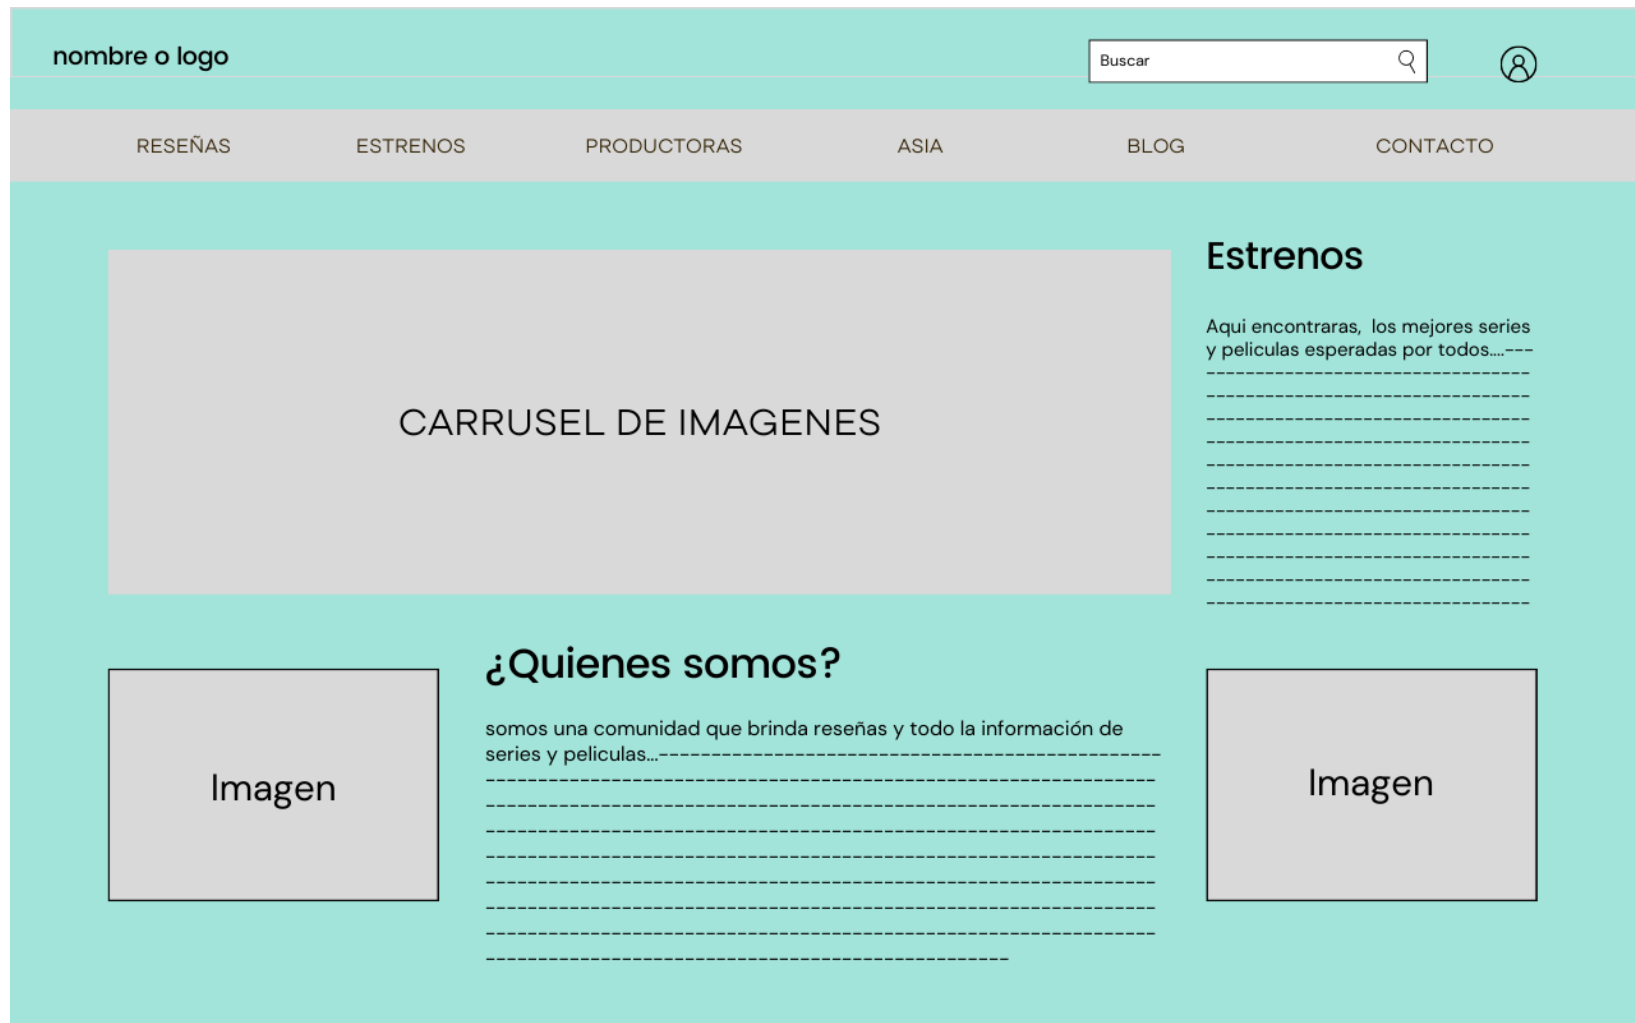 nombre o logo
Buscar
RESEÑAS ESTRENOS PRODUCTORAS ASIA BLOG CONTACTO
CARRUSEL DE IMAGENES
Estrenos
Aqui encontraras, los mejores series
y peliculas esperadas por todos....---
--------------------------------
--------------------------------
--------------------------------
--------------------------------
--------------------------------
--------------------------------
--------------------------------
--------------------------------
--------------------------------
--------------------------------
--------------------------------
Imagen
¿Quienes somos?
somos una comunidad que brinda reseñas y todo la información de
series y peliculas...------------------------------------------------
----------------------------------------------------------------
----------------------------------------------------------------
----------------------------------------------------------------
----------------------------------------------------------------
----------------------------------------------------------------
----------------------------------------------------------------
----------------------------------------------------------------
--------------------------------------------------
Imagen